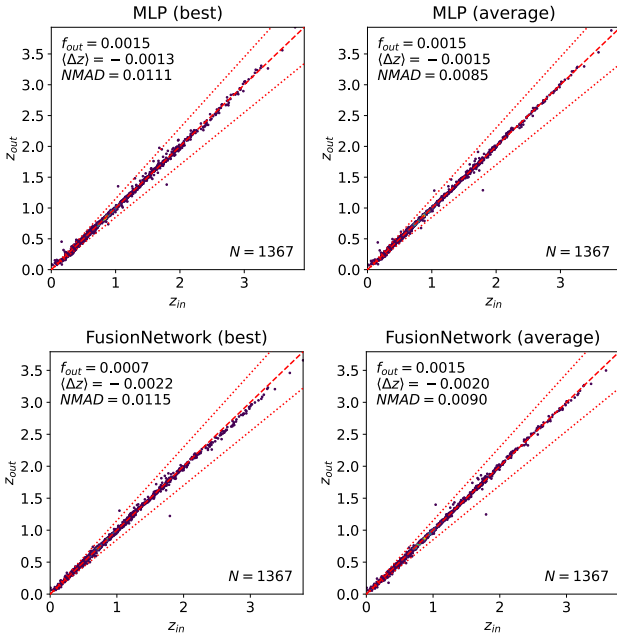 MLP (best)
f_out = 0.0015
⟨Δz⟩ = − 0.0013
NMAD = 0.0111
z_out
3.5
3.0
2.5
2.0
1.5
1.0
0.5
0.0
N = 1367
0 1 2 3
z_in
MLP (average)
f_out = 0.0015
⟨Δz⟩ = − 0.0015
NMAD = 0.0085
z_out
3.5
3.0
2.5
2.0
1.5
1.0
0.5
0.0
N = 1367
0 1 2 3
z_in
FusionNetwork (best)
f_out = 0.0007
⟨Δz⟩ = − 0.0022
NMAD = 0.0115
z_out
3.5
3.0
2.5
2.0
1.5
1.0
0.5
0.0
N = 1367
0 1 2 3
z_in
FusionNetwork (average)
f_out = 0.0015
⟨Δz⟩ = − 0.0020
NMAD = 0.0090
z_out
3.5
3.0
2.5
2.0
1.5
1.0
0.5
0.0
N = 1367
0 1 2 3
z_in